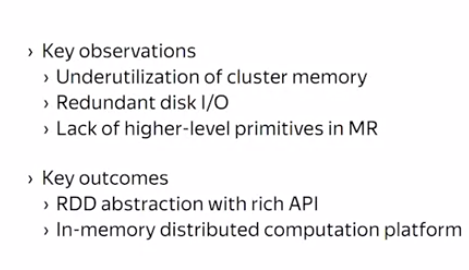 › Key observations
› Underutilization of cluster memory
› Redundant disk I/O
› Lack of higher-level primitives in MR
› Key outcomes
› RDD abstraction with rich API
› In-memory distributed computation platform